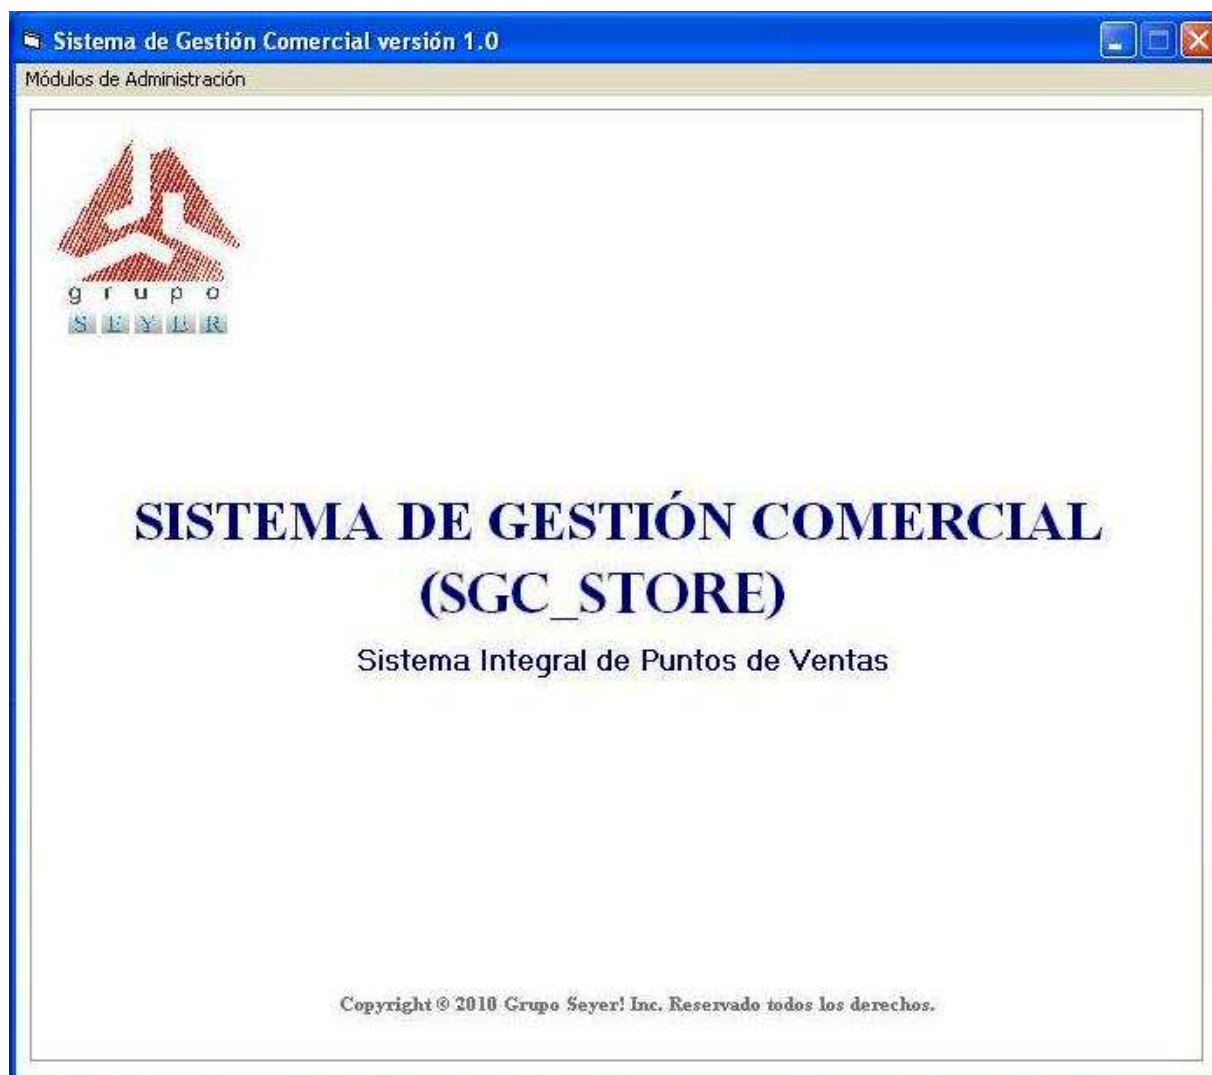 Sistema de Gestión Comercial versión 1.0
Módulos de Administración
grupo
SEYER
SISTEMA DE GESTIÓN COMERCIAL
(SGC_STORE)
Sistema Integral de Puntos de Ventas
Copyright © 2010 Grupo Seyer! Inc. Reservado todos los derechos.